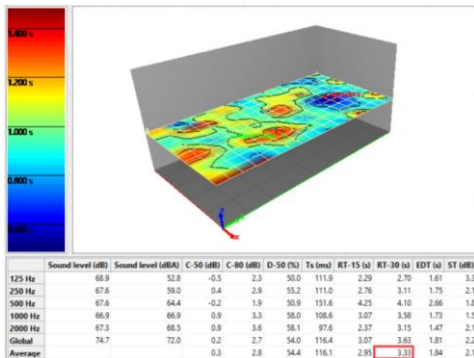 1.400 s
1.200 s
1.000 s
0.800 s
Sound level (dB) Sound level (dBA) C-50 (dB) C-80 (dB) D-50 (%) Ts (ms) RT-15 (s) RT-30 (s) EDT (s) ST (dB)
125 Hz 68.9 52.8 -0.5 2.3 50.0 111.9 2.29 2.70 1.61
250 Hz 67.6 59.0 0.4 2.9 55.2 111.0 2.76 3.11 1.75
500 Hz 67.6 64.4 -0.2 1.9 50.9 151.6 4.25 4.10 2.66
1000 Hz 66.9 66.9 0.9 3.3 58.0 108.6 3.07 3.58 1.73
2000 Hz 67.3 68.5 0.9 3.6 58.1 97.6 2.37 3.15 1.47
Global 74.7 72.0 0.2 2.7 54.0 116.4 3.07 3.63 1.81
Average 0.3 2.8 54.4 116.1 2.95 3.33 1.84